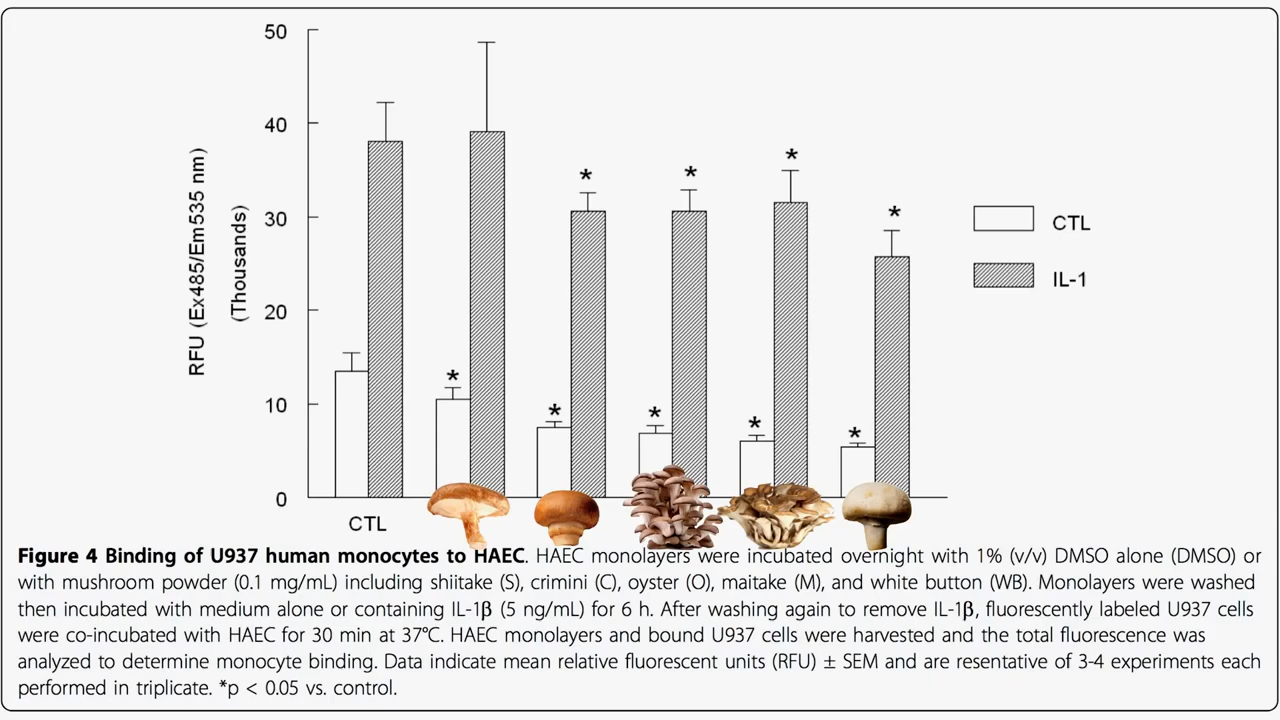 50
40
30
20
10
0
RFU (Ex485/Em535 nm)
(Thousands)
* * * *
* * * * *
CTL
IL-1
CTL
Figure 4 Binding of U937 human monocytes to HAEC. HAEC monolayers were incubated overnight with 1% (v/v) DMSO alone (DMSO) or
with mushroom powder (0.1 mg/mL) including shiitake (S), crimini (C), oyster (O), maitake (M), and white button (WB). Monolayers were washed
then incubated with medium alone or containing IL-1β (5 ng/mL) for 6 h. After washing again to remove IL-1β, fluorescently labeled U937 cells
were co-incubated with HAEC for 30 min at 37°C. HAEC monolayers and bound U937 cells were harvested and the total fluorescence was
analyzed to determine monocyte binding. Data indicate mean relative fluorescent units (RFU) ± SEM and are resentative of 3-4 experiments each
performed in triplicate. *p < 0.05 vs. control.